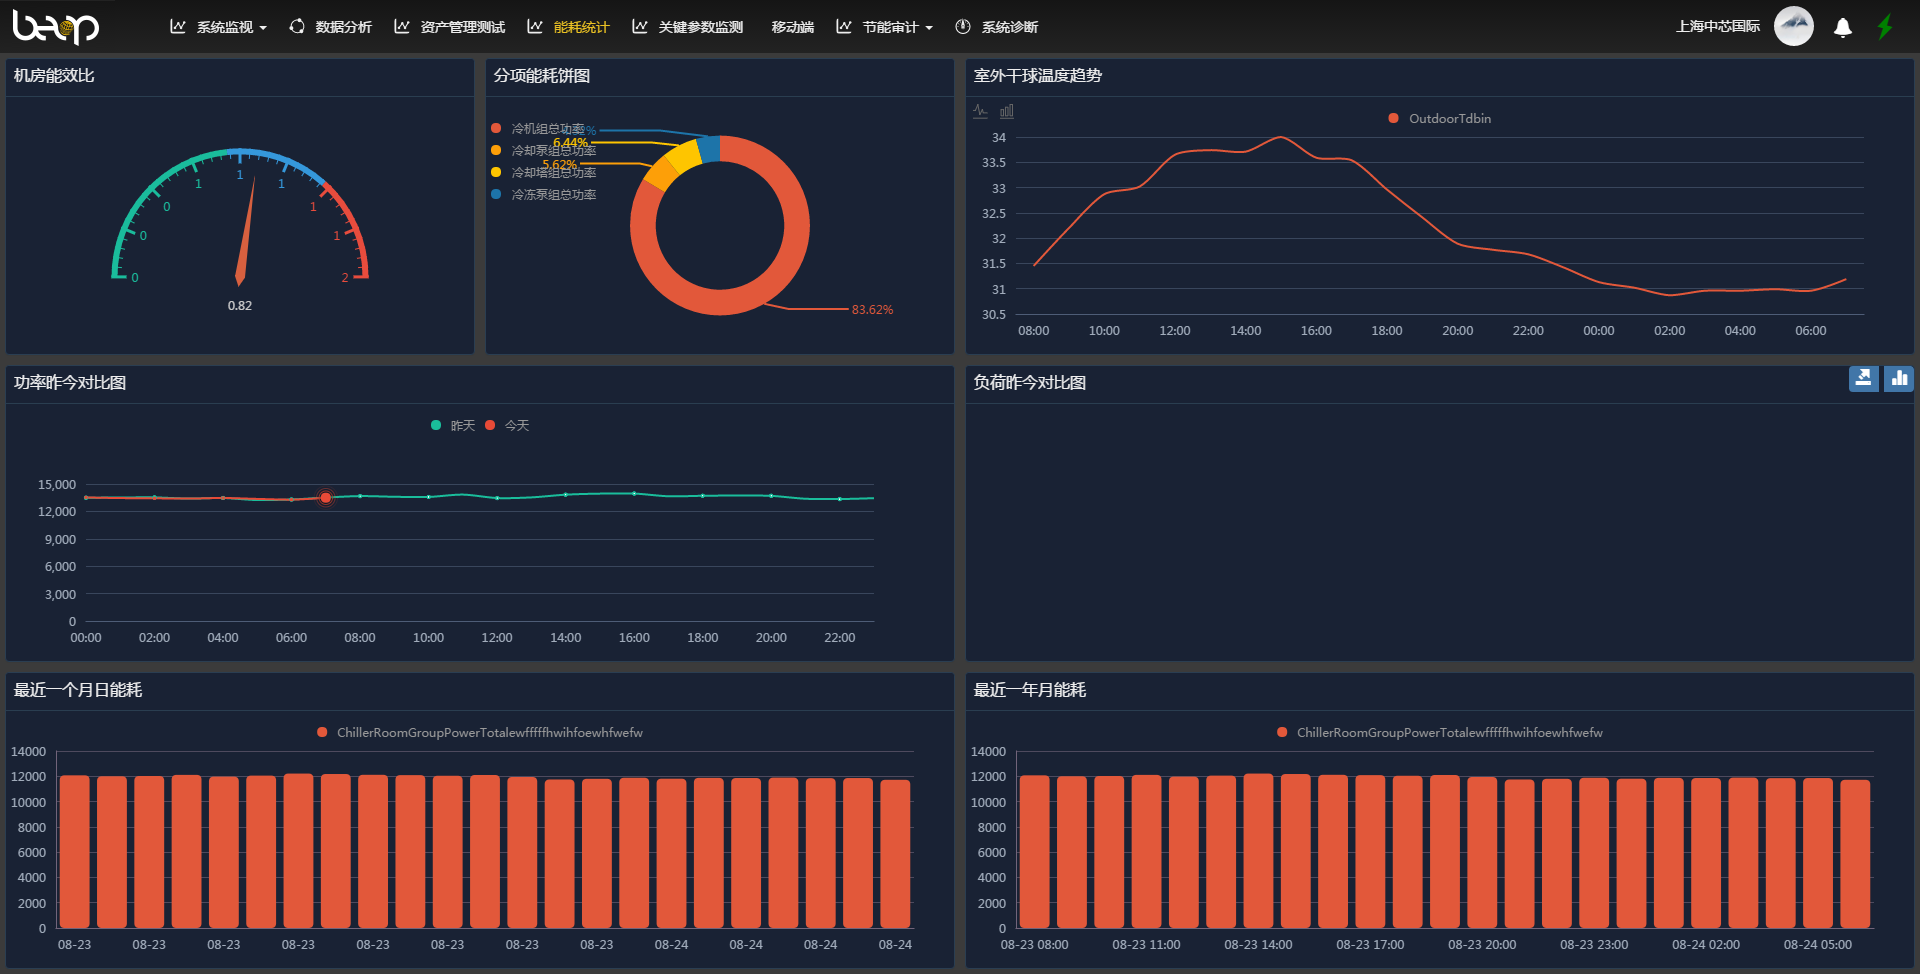 beop
系统监视
数据分析
资产管理测试
能耗统计
关键参数监测
移动端
节能审计
系统诊断
上海中芯国际
机房能效比
0
0
0
1
1
1
1
1
2
0.82
分项能耗饼图
冷机组总功率
冷却泵组总功率
冷却塔组总功率
冷冻泵组总功率
6.44%
5.62%
83.62%
室外干球温度趋势
OutdoorTdbin
34
33.5
33
32.5
32
31.5
31
30.5
08:00 10:00 12:00 14:00 16:00 18:00 20:00 22:00 00:00 02:00 04:00 06:00
功率昨今对比图
昨天 今天
15,000
12,000
9,000
6,000
3,000
0
00:00 02:00 04:00 06:00 08:00 10:00 12:00 14:00 16:00 18:00 20:00 22:00
负荷昨今对比图
最近一个月日能耗
ChillerRoomGroupPowerTotalewfffffhwihfoewhfwefw
14000
12000
10000
8000
6000
4000
2000
0
08-23 08-23 08-23 08-23 08-23 08-23 08-23 08-23 08-24 08-24 08-24 08-24
最近一年月能耗
ChillerRoomGroupPowerTotalewfffffhwihfoewhfwefw
14000
12000
10000
8000
6000
4000
2000
0
08-23 08:00 08-23 11:00 08-23 14:00 08-23 17:00 08-23 20:00 08-23 23:00 08-24 02:00 08-24 05:00